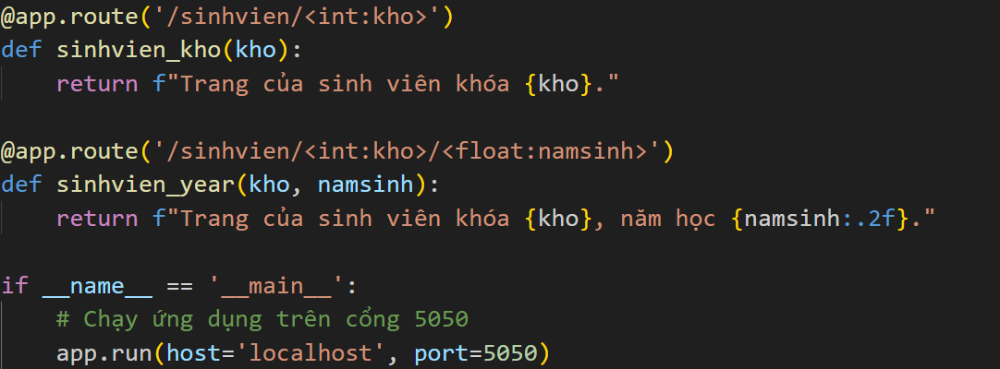 @app.route('/sinhvien/<int:kho>')
def sinhvien_kho(kho):
    return f"Trang của sinh viên khóa {kho}."

@app.route('/sinhvien/<int:kho>/<float:namsinh>')
def sinhvien_year(kho, namsinh):
    return f"Trang của sinh viên khóa {kho}, năm học {namsinh:.2f}."

if __name__ == '__main__':
    # Chạy ứng dụng trên cổng 5050
    app.run(host='localhost', port=5050)